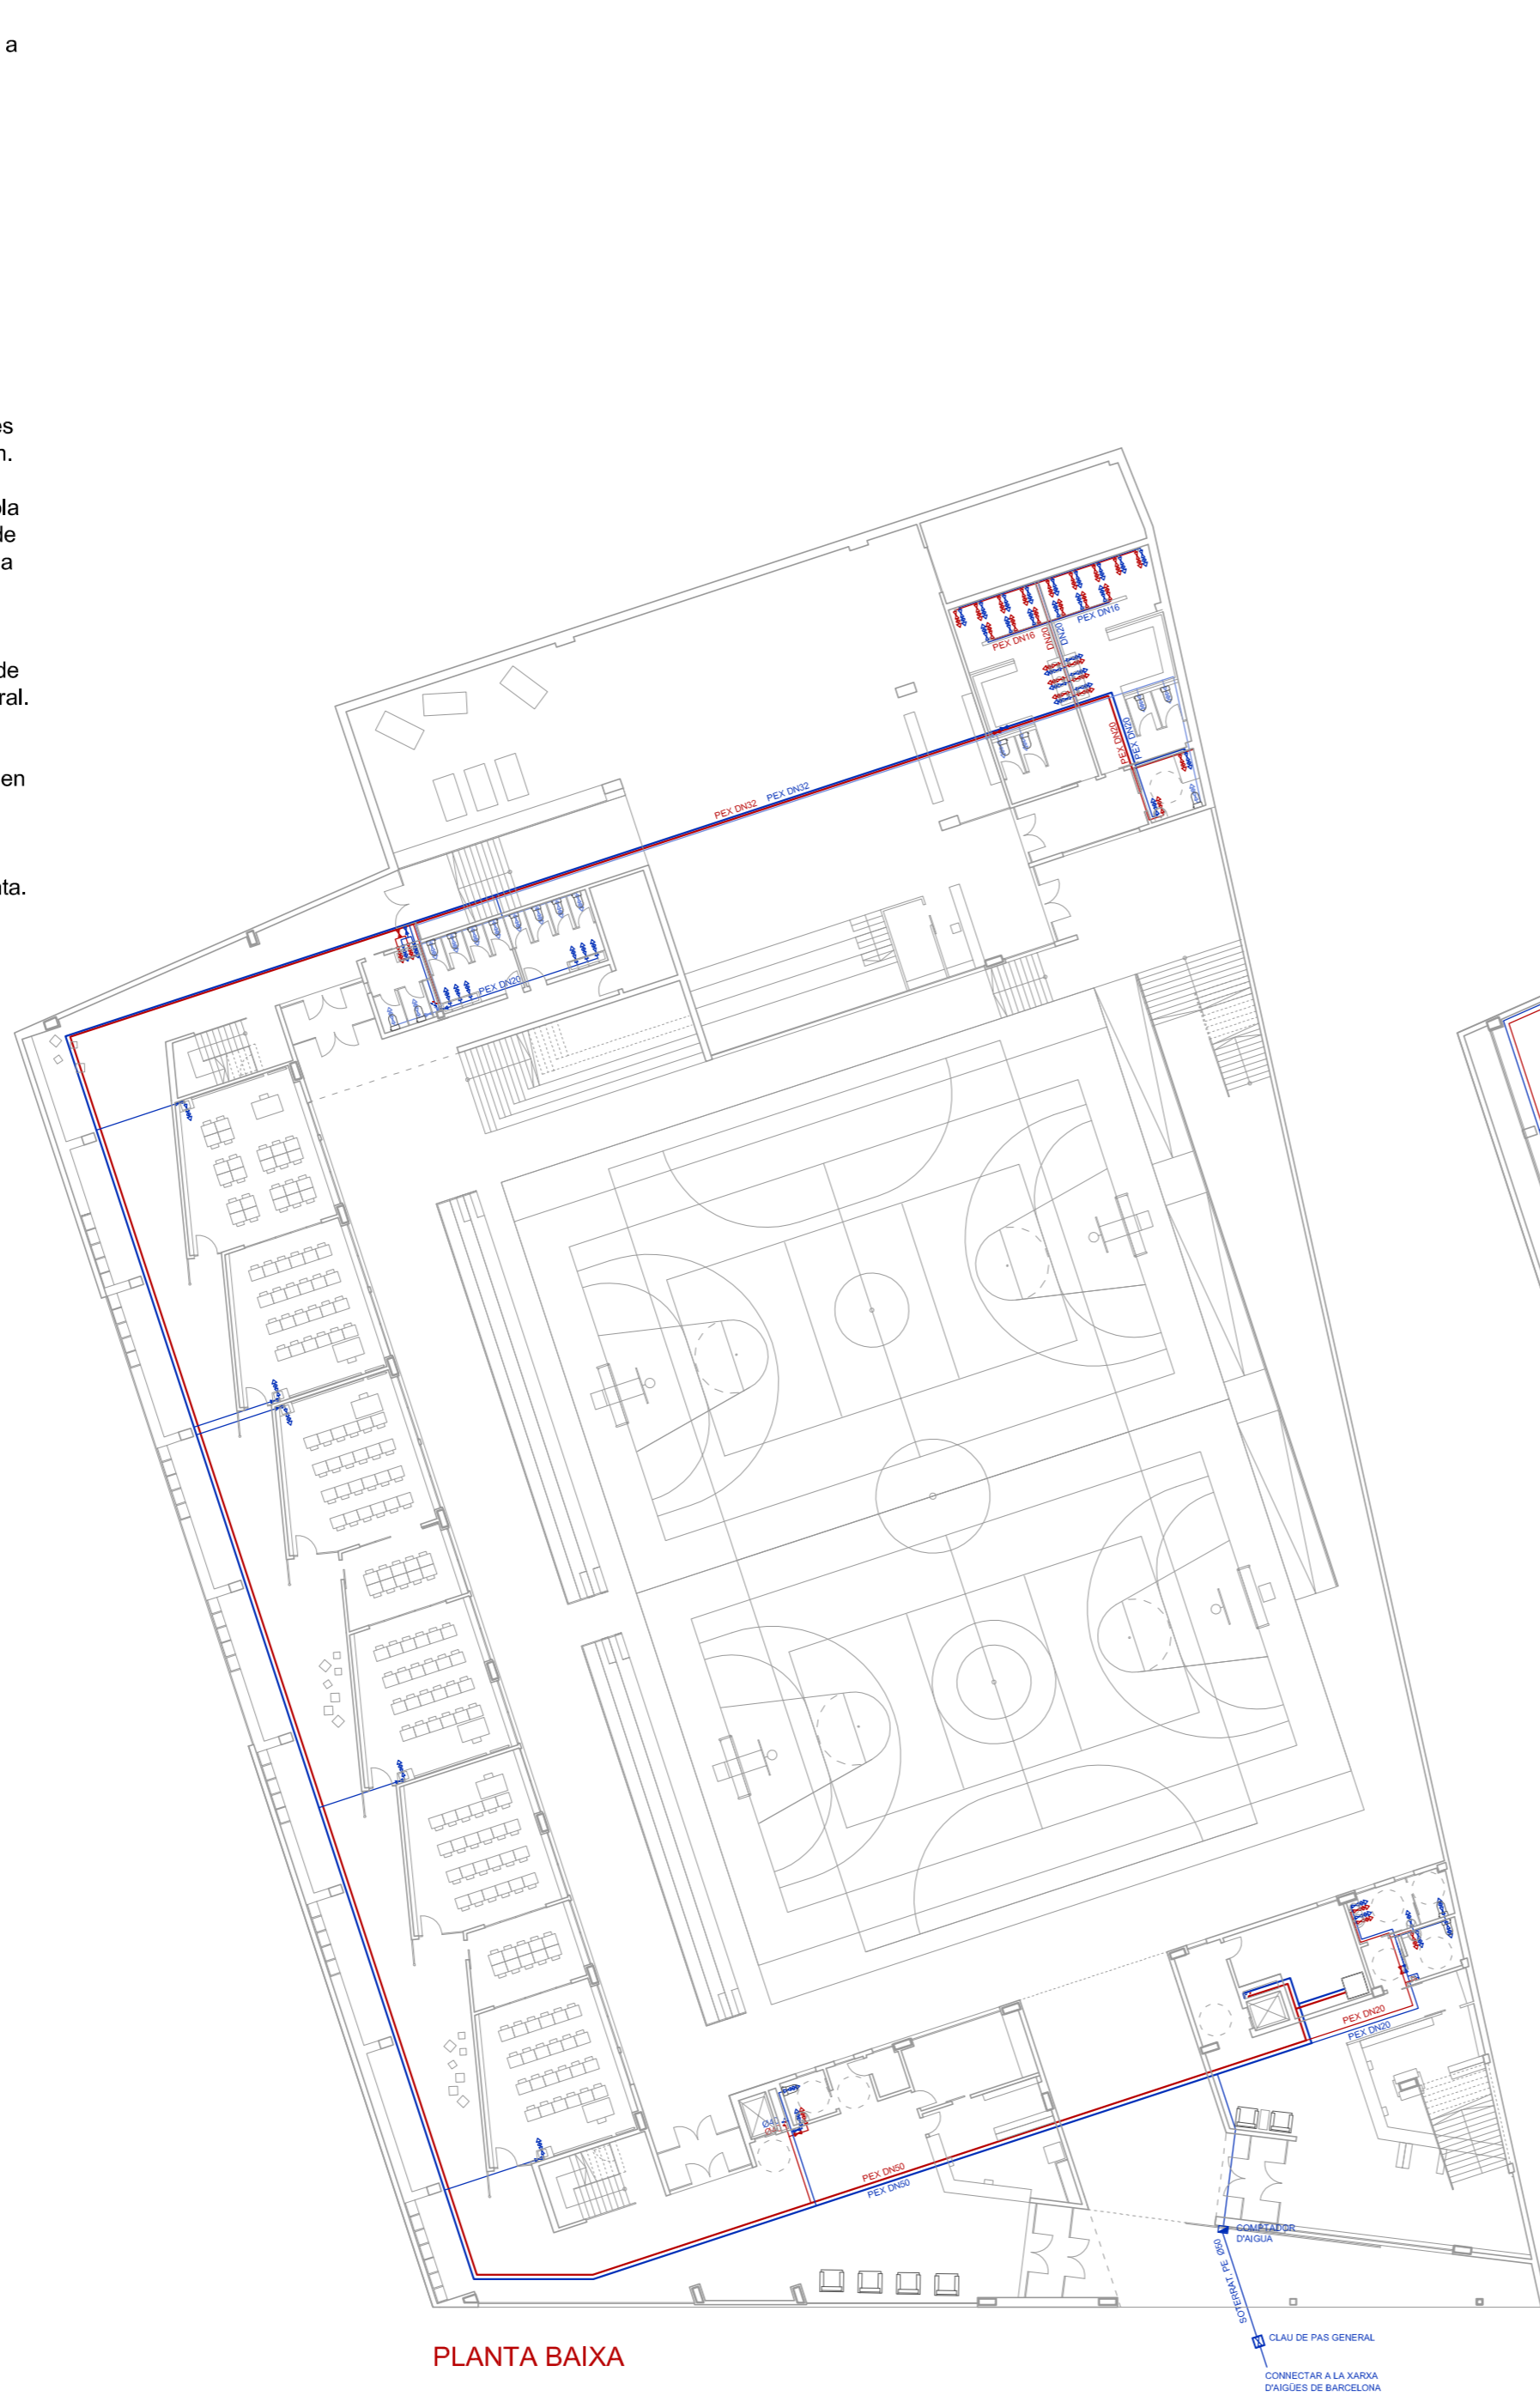 a
es
n.
ola
de
a
de
ral.
en
nta.
PEX DN16
PEX DN16
DN20
DN20
PEX DN20
PEX DN20
PEX DN32
PEX DN32
PEX DN20
PEX DN20
PEX DN20
Ø40
Ø40
PEX DN50
PEX DN50
COMPTADOR
D'AIGUA
SOTERRAT, PE Ø50
CLAU DE PAS GENERAL
CONNECTAR A LA XARXA
D'AIGÜES DE BARCELONA
PLANTA BAIXA